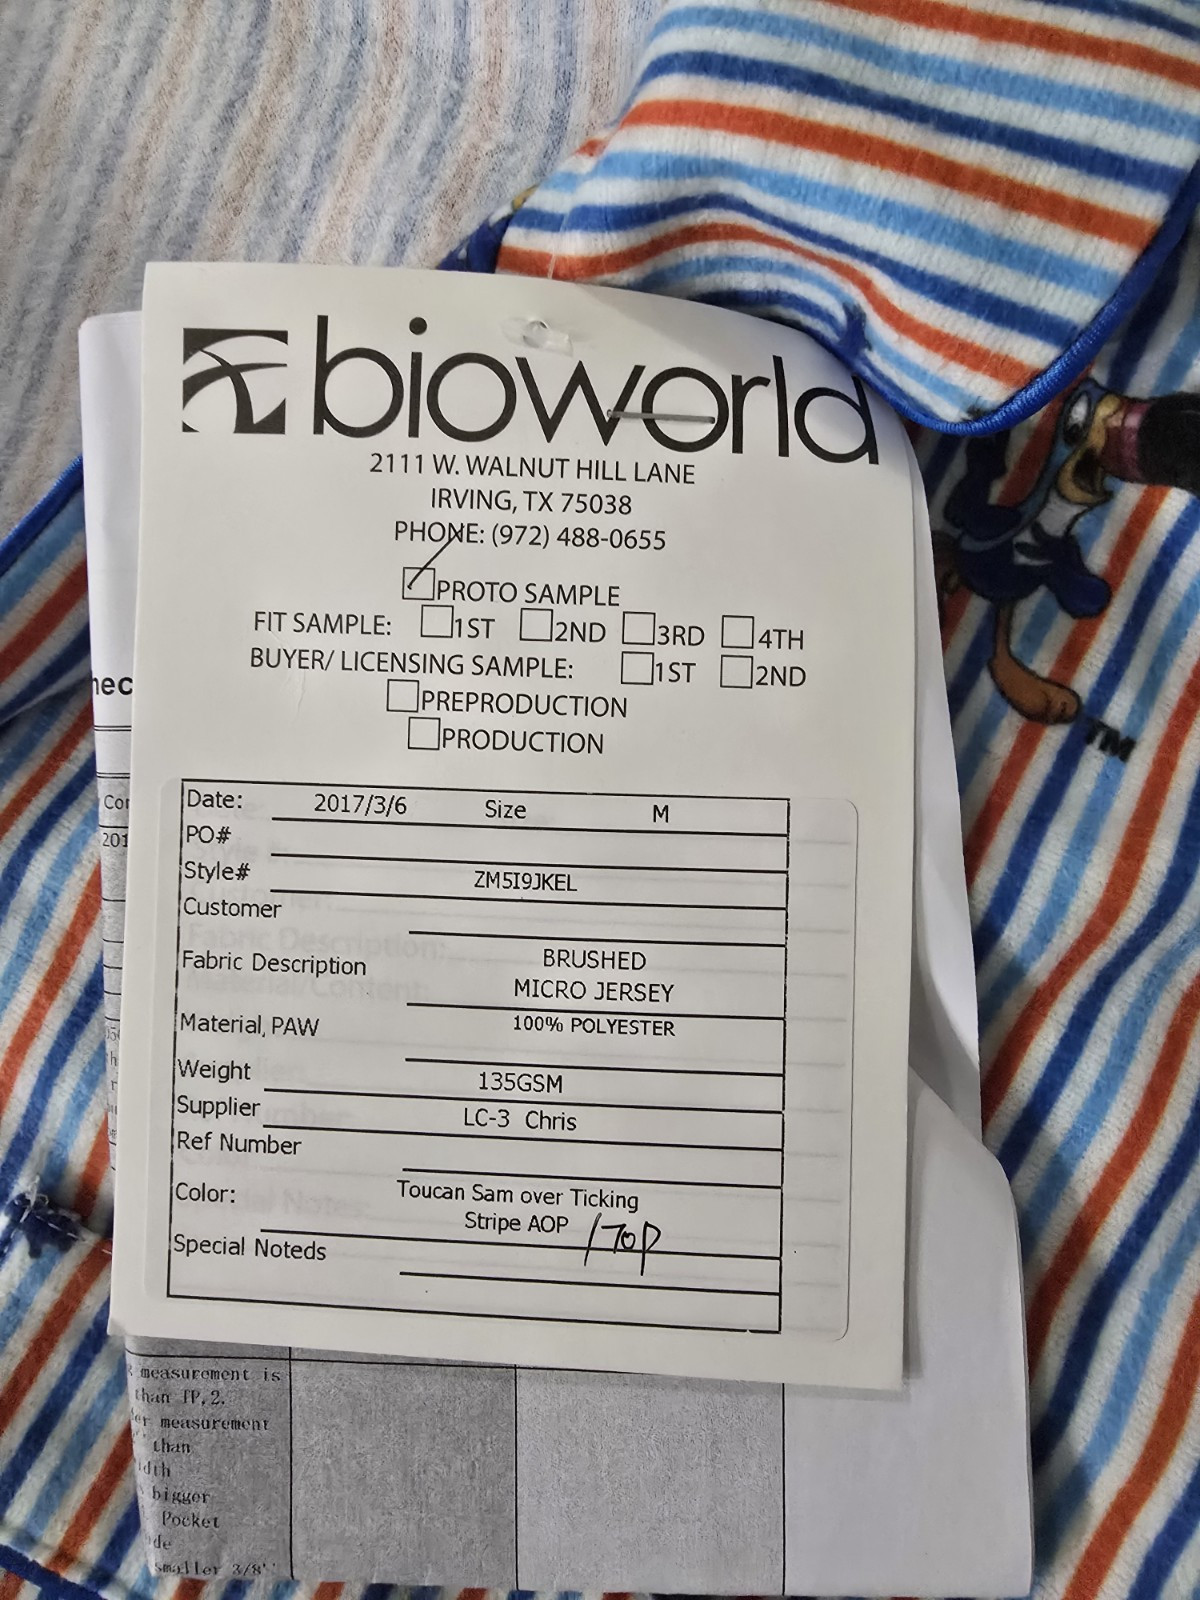 bioworld
2111 W. WALNUT HILL LANE
IRVING, TX 75038
PHONE: (972) 488-0655
PROTO SAMPLE
FIT SAMPLE: 1ST 2ND 3RD 4TH
BUYER/ LICENSING SAMPLE: 1ST 2ND
PREPRODUCTION
PRODUCTION
Date: 2017/3/6 Size M
PO#
Style# ZM5I9JKEL
Customer
Fabric Description BRUSHED
MICRO JERSEY
Material, PAW 100% POLYESTER
Weight 135GSM
Supplier LC-3 Chris
Ref Number
Color: Toucan Sam over Ticking
Stripe AOP /TOP
Special Noteds
measurement is
than TP,2.
measurement
than
bigger
Pocket
smaller 3/8"
TM